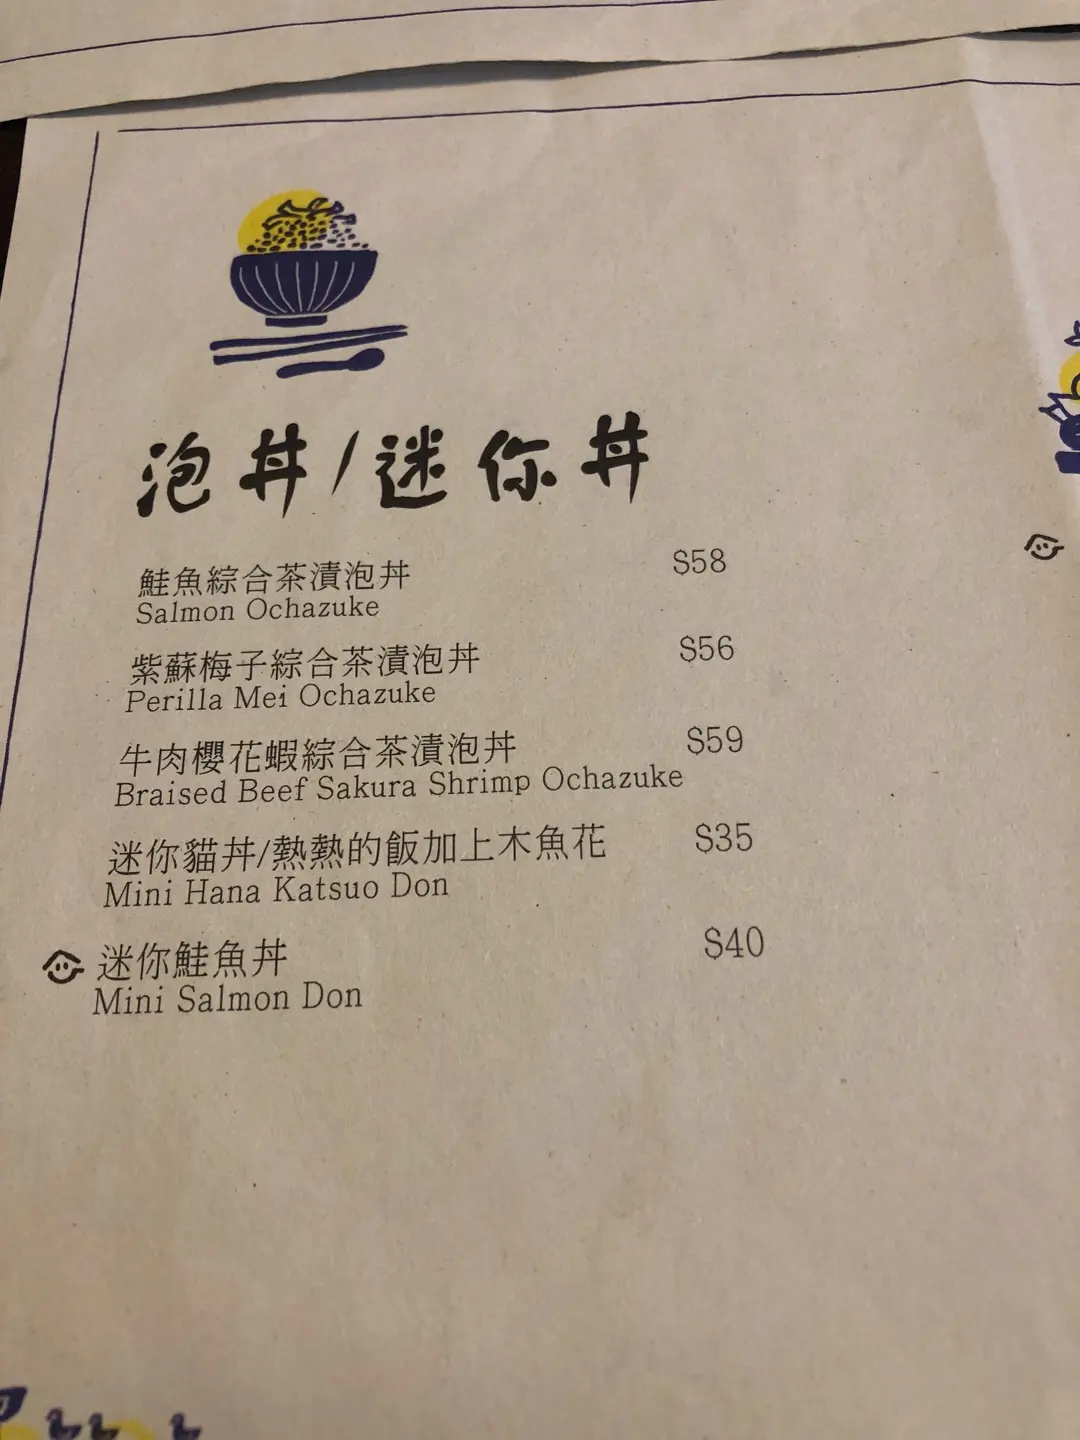 泡丼/迷你丼
鮭魚綜合茶漬泡丼 $58
Salmon Ochazuke
紫蘇梅子綜合茶漬泡丼 $56
Perilla Mei Ochazuke
牛肉櫻花蝦綜合茶漬泡丼 $59
Braised Beef Sakura Shrimp Ochazuke
迷你貓丼/熱熱的飯加上木魚花 $35
Mini Hana Katsuo Don
迷你鮭魚丼 $40
Mini Salmon Don